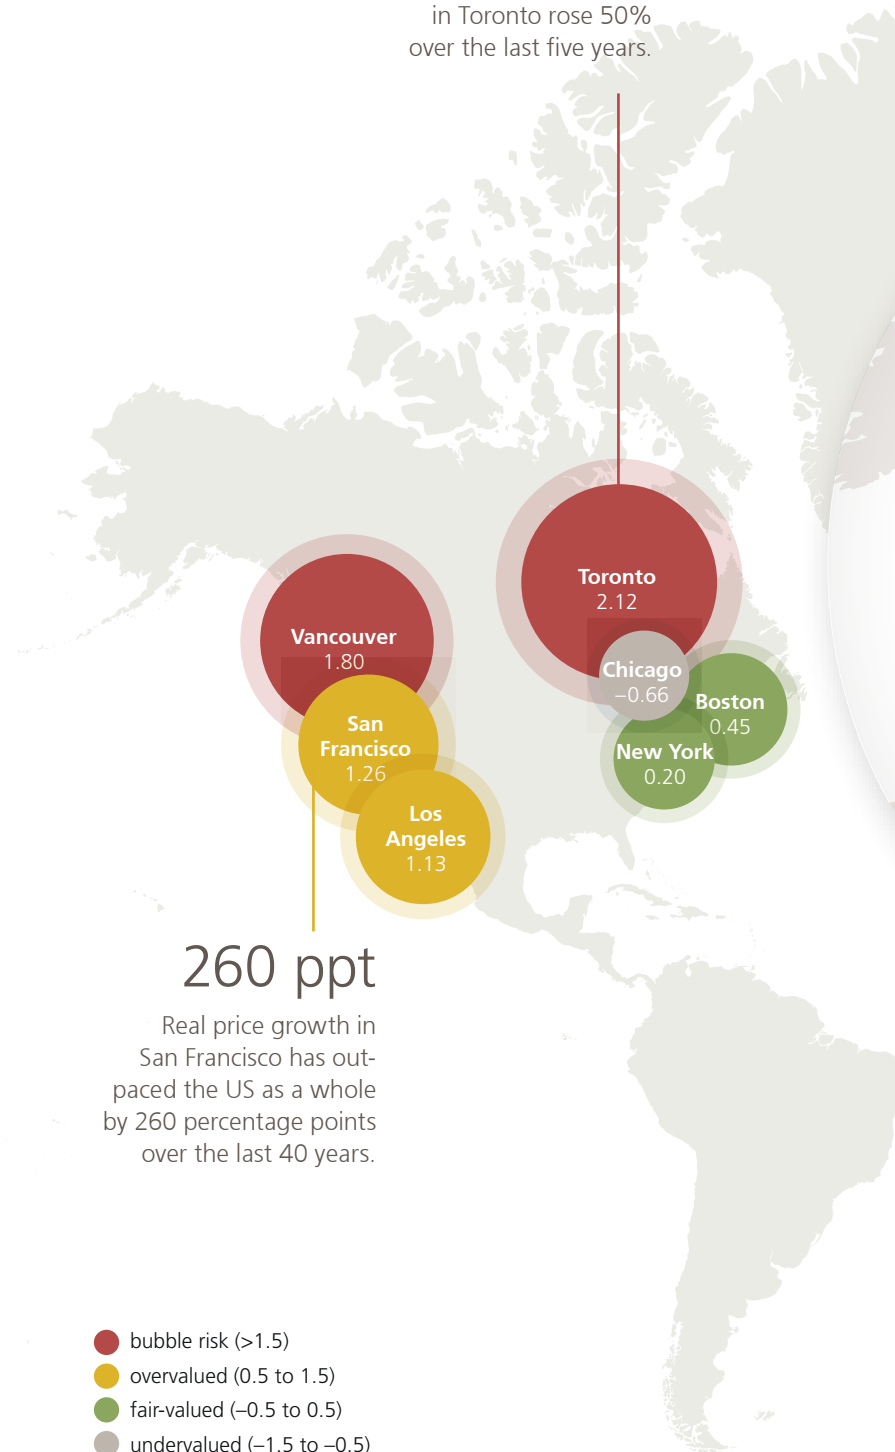 in Toronto rose 50%
over the last five years.
Toronto
2.12
Vancouver
1.80
Chicago
–0.66
Boston
0.45
San
Francisco
1.26
New York
0.20
Los
Angeles
1.13
260 ppt
Real price growth in
San Francisco has out-
paced the US as a whole
by 260 percentage points
over the last 40 years.
bubble risk (>1.5)
overvalued (0.5 to 1.5)
fair-valued (–0.5 to 0.5)
undervalued (–1.5 to –0.5)